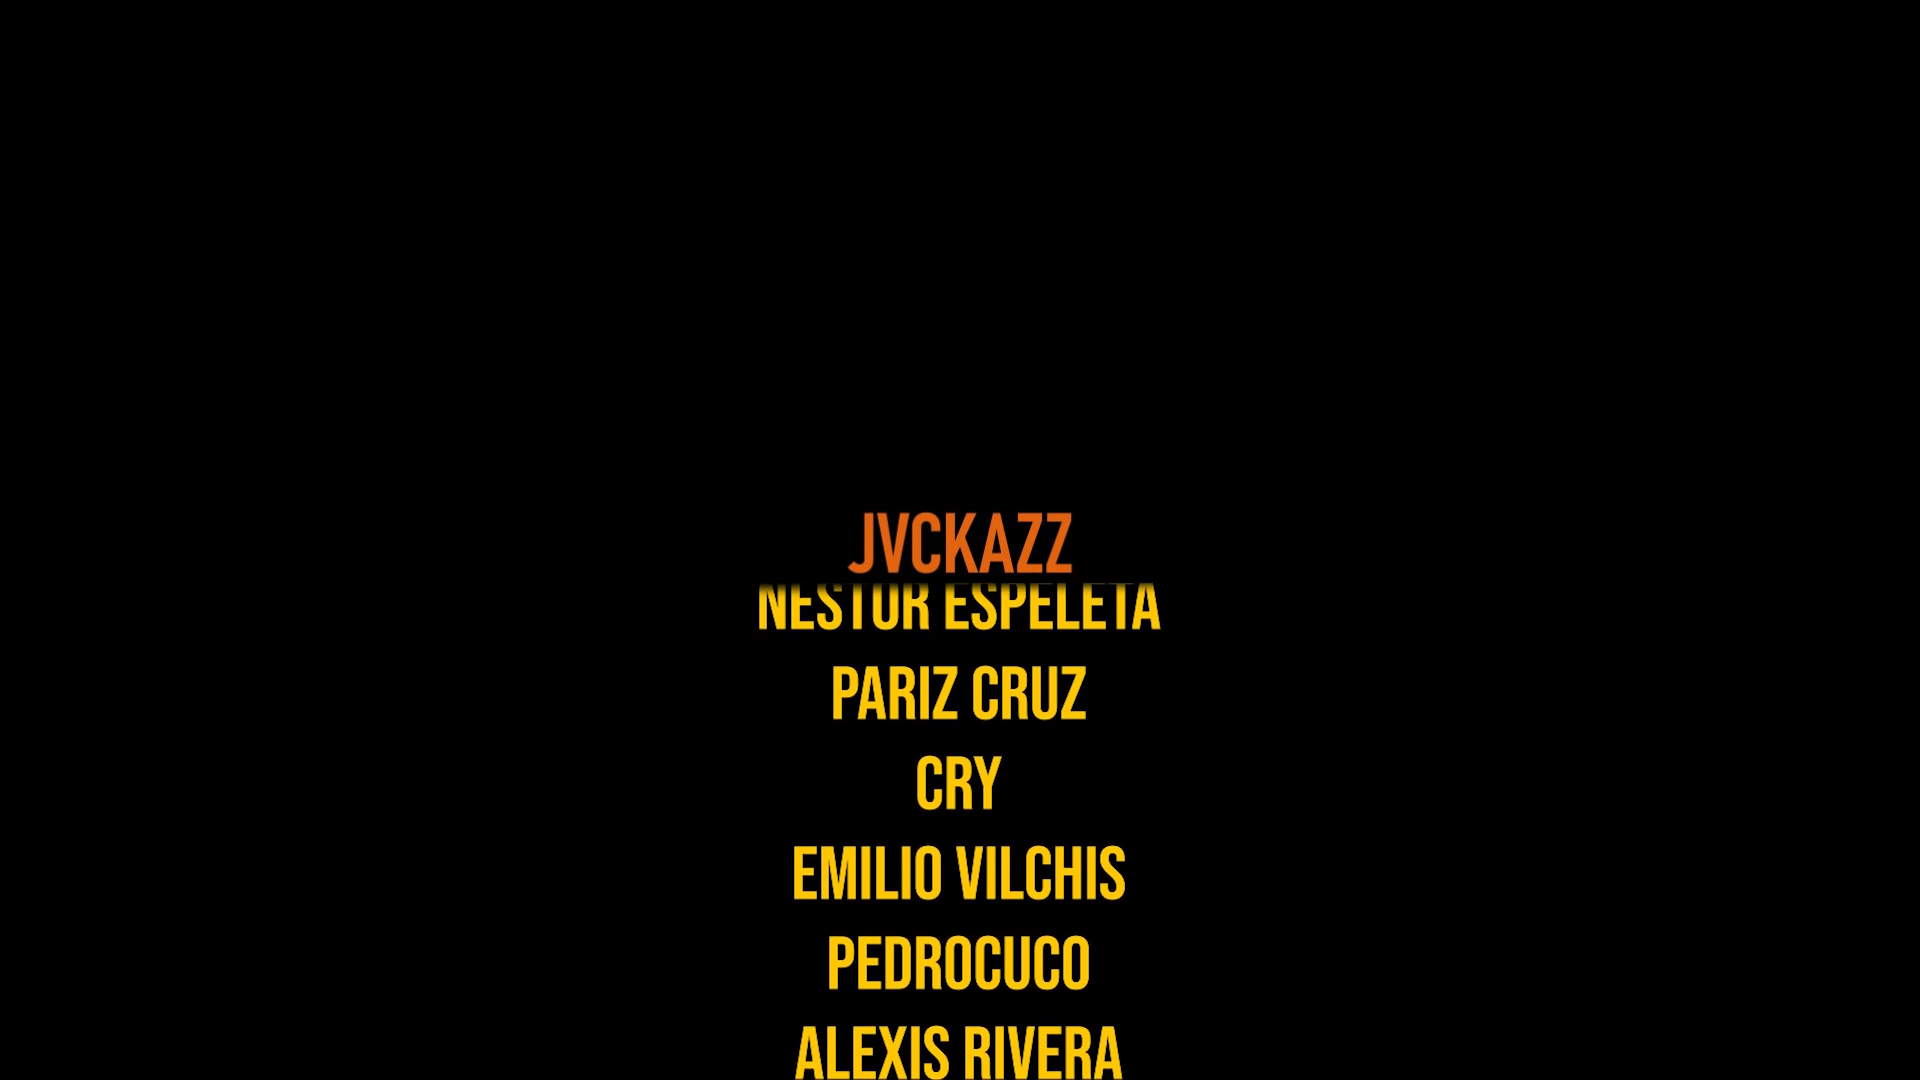 JVCKAZZ
NESTOR ESPELETA
PARIZ CRUZ
CRY
EMILIO VILCHIS
PEDROCUCO
ALEXIS RIVERA